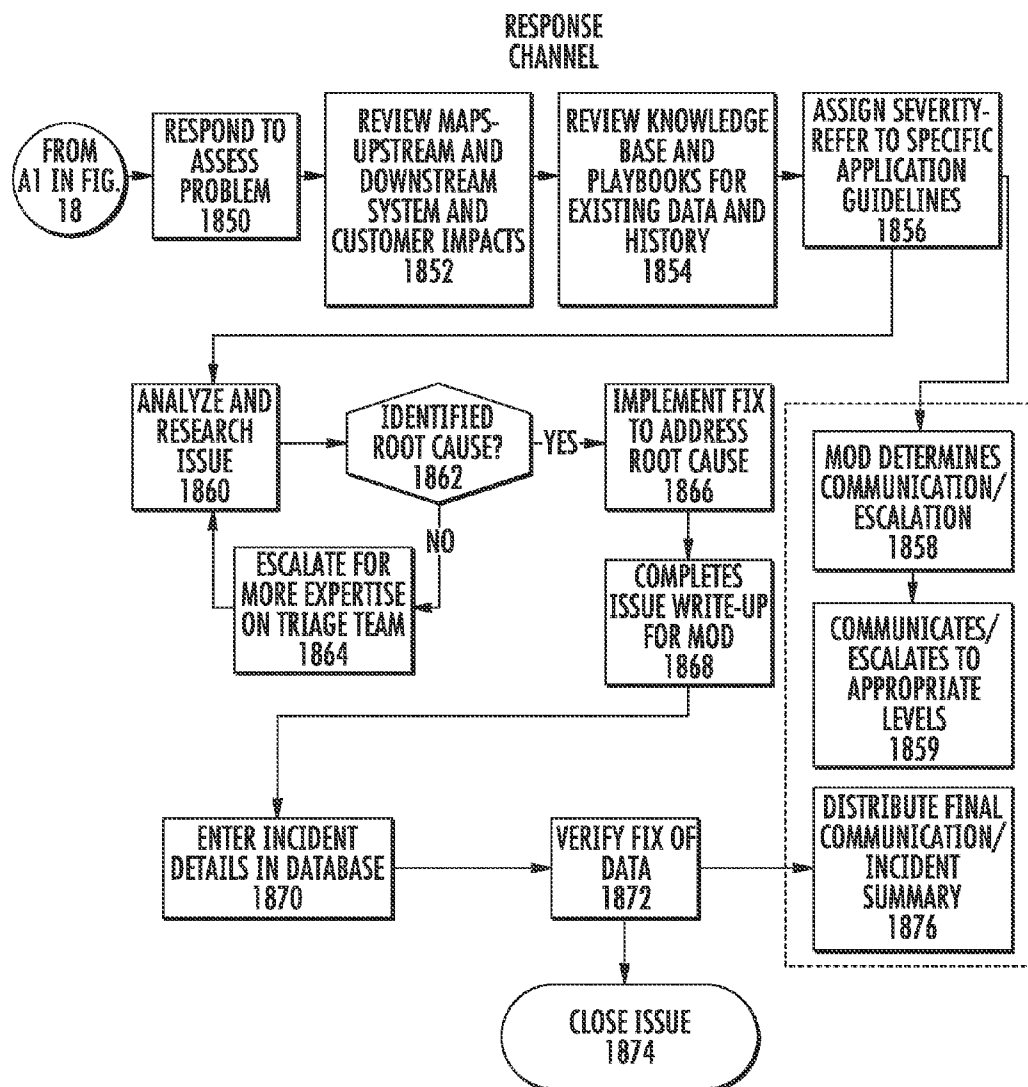 RESPONSE
CHANNEL
FROM
A1 IN FIG.
18
RESPOND TO
ASSESS
PROBLEM
1850
REVIEW MAPS-
UPSTREAM AND
DOWNSTREAM
SYSTEM AND
CUSTOMER IMPACTS
1852
REVIEW KNOWLEDGE
BASE AND
PLAYBOOKS FOR
EXISTING DATA AND
HISTORY
1854
ASSIGN SEVERITY-
REFER TO SPECIFIC
APPLICATION
GUIDELINES
1856
ANALYZE AND
RESEARCH
ISSUE
1860
IDENTIFIED
ROOT CAUSE?
1862
YES
NO
ESCALATE FOR
MORE EXPERTISE
ON TRIAGE TEAM
1864
IMPLEMENT FIX
TO ADDRESS
ROOT CAUSE
1866
COMPLETES
ISSUE WRITE-UP
FOR MOD
1868
MOD DETERMINES
COMMUNICATION/
ESCALATION
1858
COMMUNICATES/
ESCALATES TO
APPROPRIATE
LEVELS
1859
ENTER INCIDENT
DETAILS IN DATABASE
1870
VERIFY FIX OF
DATA
1872
DISTRIBUTE FINAL
COMMUNICATION/
INCIDENT
SUMMARY
1876
CLOSE ISSUE
1874